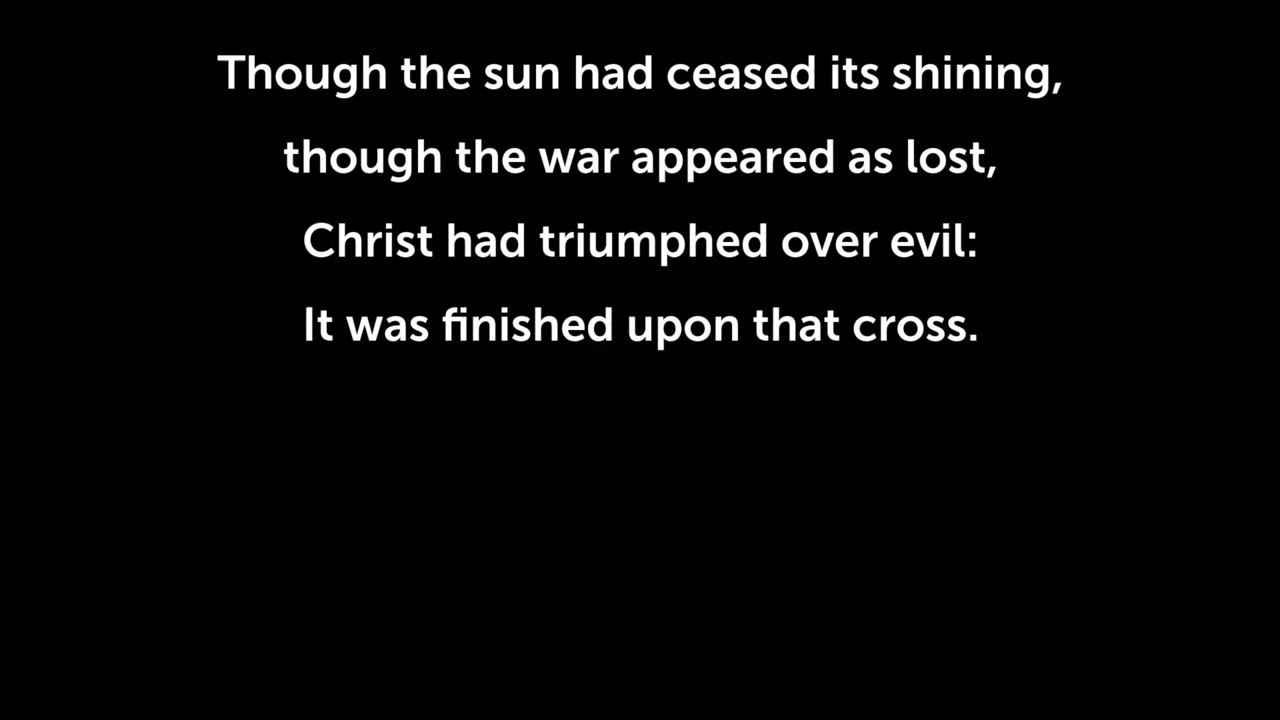 Though the sun had ceased its shining,
though the war appeared as lost,
Christ had triumphed over evil:
It was finished upon that cross.